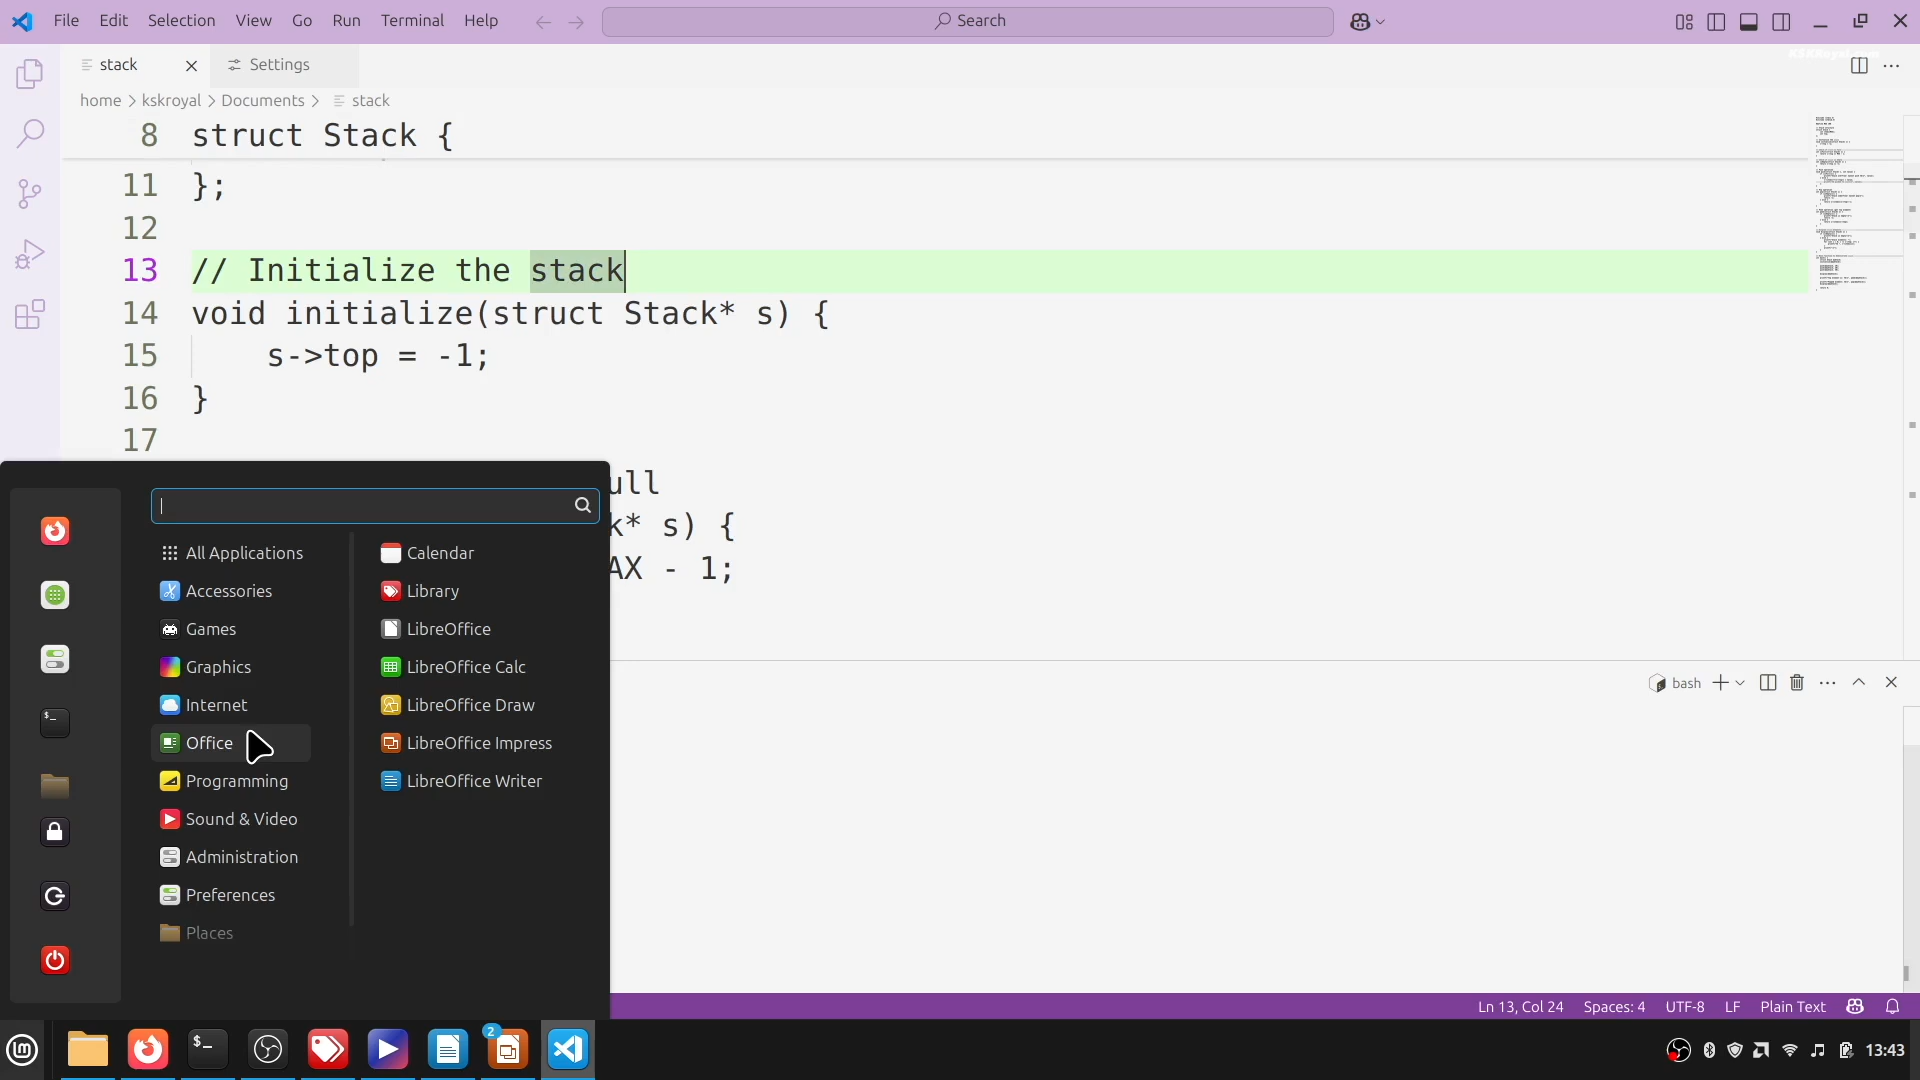 File Edit Selection View Go Run Terminal Help
Search
stack
Settings
home > kskroyal > Documents > stack
8 struct Stack {
11 };
12
13 // Initialize the stack
14 void initialize(struct Stack* s) {
15 s->top = -1;
16 }
17
ull
k* s) {
AX - 1;
All Applications
Accessories
Games
Graphics
Internet
Office
Programming
Sound & Video
Administration
Preferences
Places
Calendar
Library
LibreOffice
LibreOffice Calc
LibreOffice Draw
LibreOffice Impress
LibreOffice Writer
bash
Ln 13, Col 24 Spaces: 4 UTF-8 LF Plain Text
2
13:43